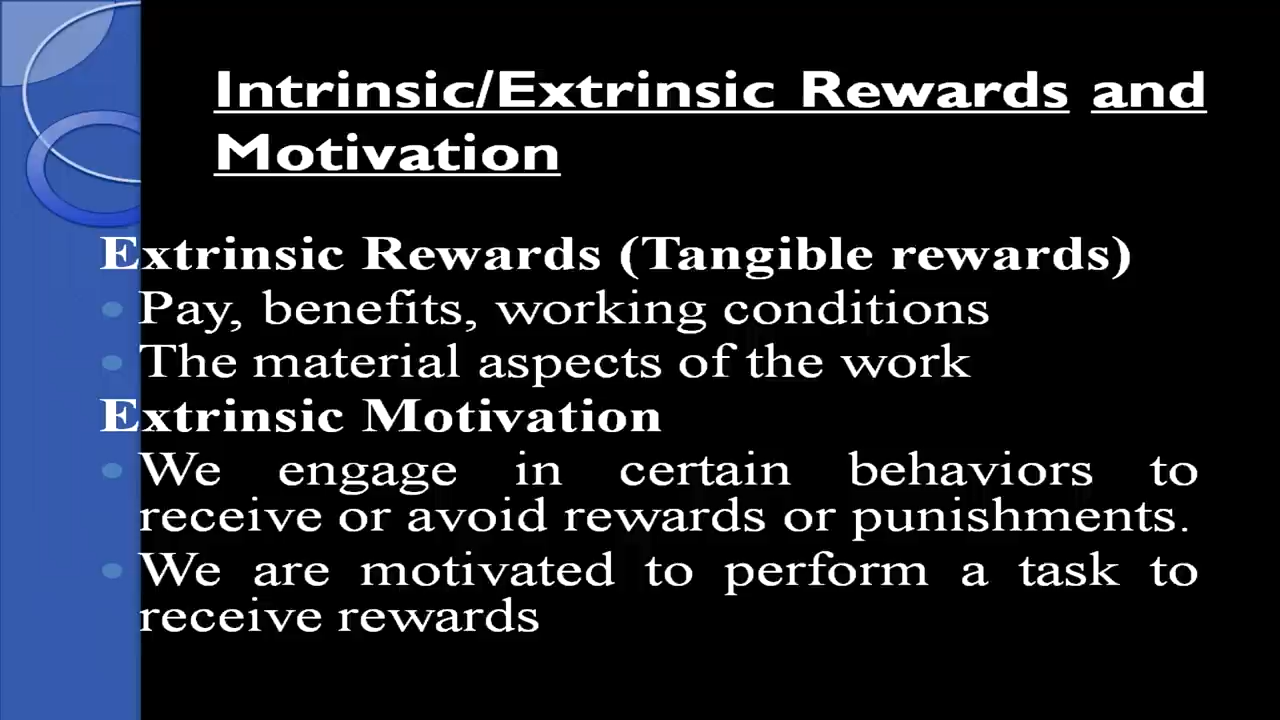 Intrinsic/Extrinsic Rewards and
Motivation
Extrinsic Rewards (Tangible rewards)
• Pay, benefits, working conditions
• The material aspects of the work
Extrinsic Motivation
• We engage in certain behaviors to
receive or avoid rewards or punishments.
• We are motivated to perform a task to
receive rewards